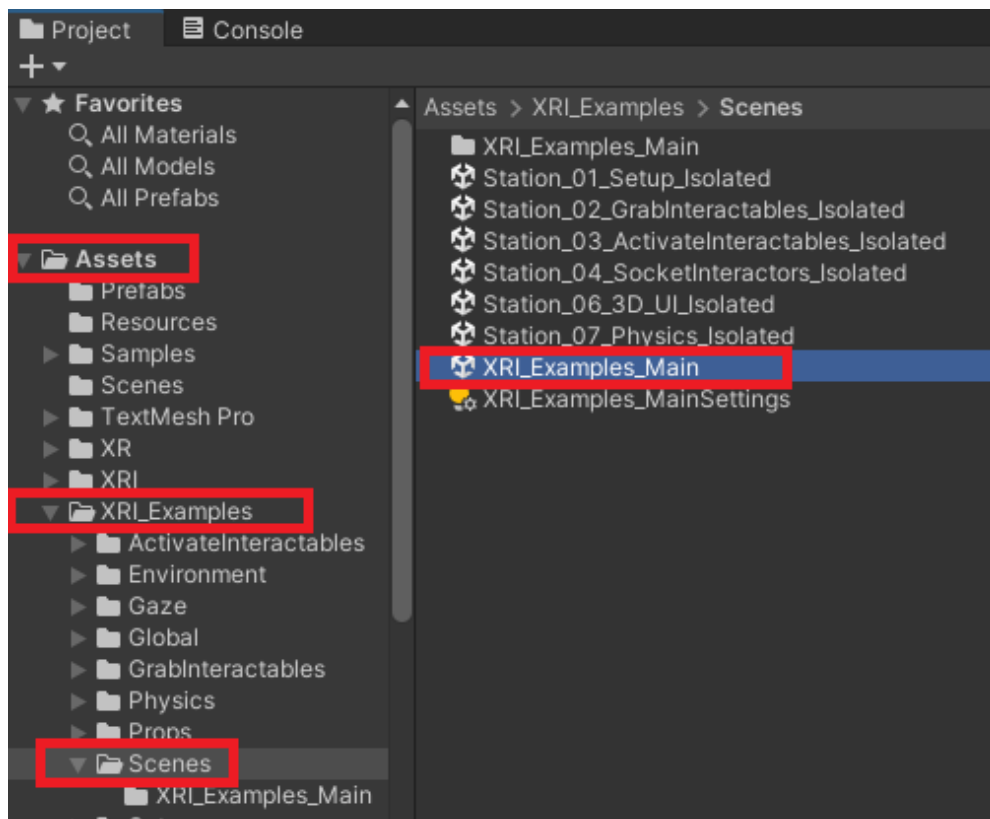 Project Console
Favorites
All Materials
All Models
All Prefabs
Assets
Prefabs
Resources
Samples
Scenes
TextMesh Pro
XR
XRI
XRI_Examples
ActivateInteractables
Environment
Gaze
Global
GrabInteractables
Physics
Props
Scenes
XRI_Examples_Main
Assets > XRI_Examples > Scenes
XRI_Examples_Main
Station_01_Setup_Isolated
Station_02_GrabInteractables_Isolated
Station_03_ActivateInteractables_Isolated
Station_04_SocketInteractors_Isolated
Station_06_3D_UI_Isolated
Station_07_Physics_Isolated
XRI_Examples_Main
XRI_Examples_MainSettings